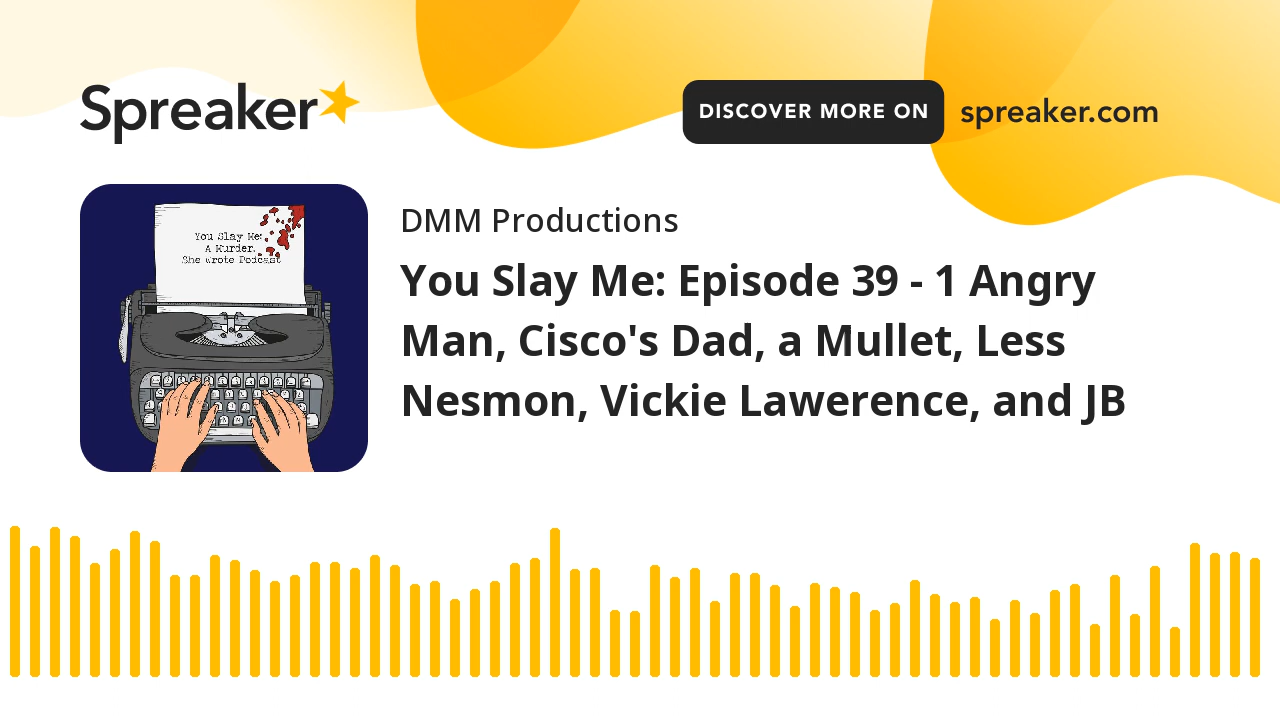 Spreaker
DISCOVER MORE ON
spreaker.com
You Slay Me:
A Murder,
She wrote Podcast
DMM Productions
You Slay Me: Episode 39 - 1 Angry
Man, Cisco's Dad, a Mullet, Less
Nesmon, Vickie Lawerence, and JB